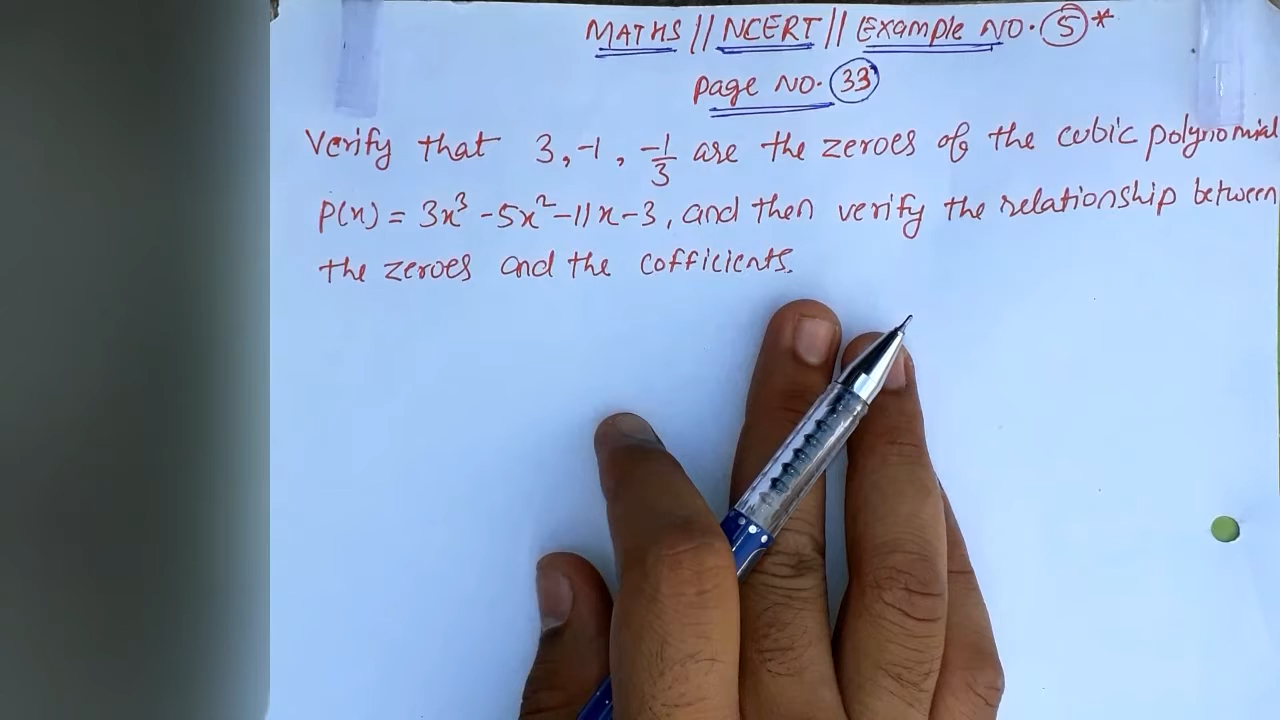 MATHS // NCERT // Example NO. 5*
Page NO. 33
Verify that 3, -1, -1/3 are the zeroes of the cubic polynomial
P(x) = 3x³ -5x² -11x -3, and then verify the relationship between
the zeroes and the cofficients.